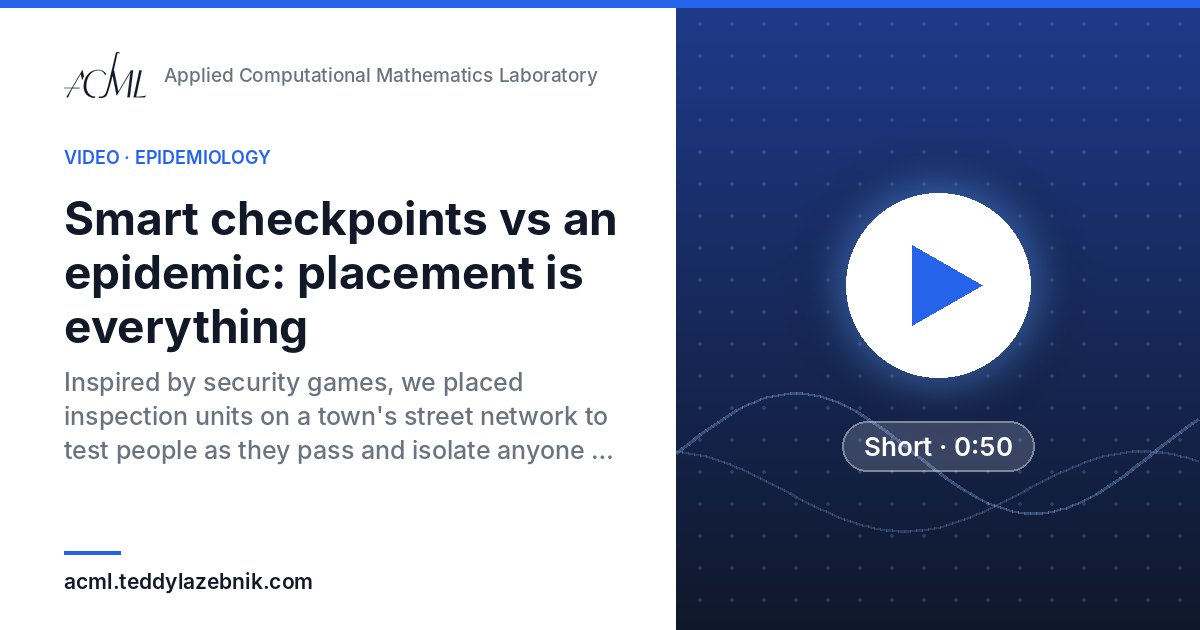 ACML
Applied Computational Mathematics Laboratory
VIDEO · EPIDEMIOLOGY
Smart checkpoints vs an
epidemic: placement is
everything
Inspired by security games, we placed
inspection units on a town's street network to
test people as they pass and isolate anyone ...
Short · 0:50
acml.teddylazebnik.com